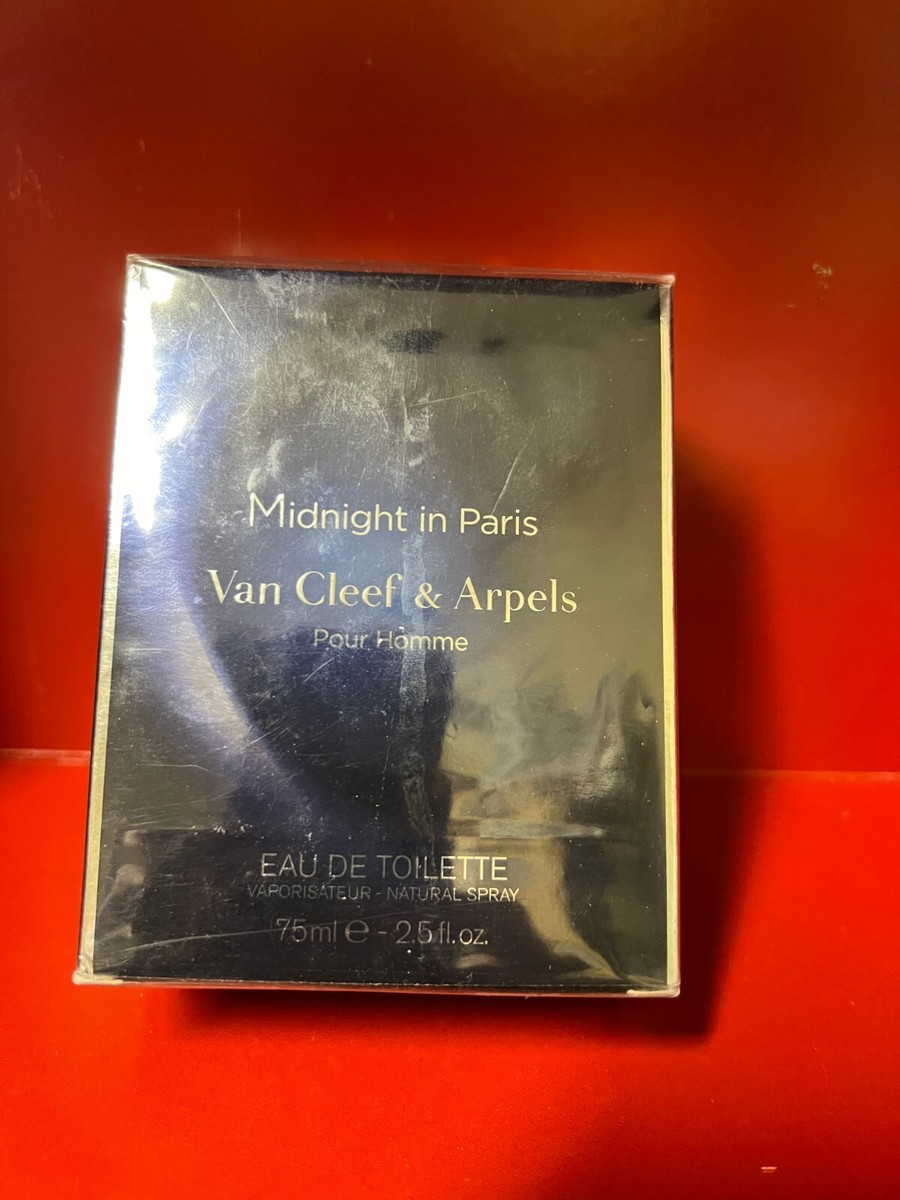 Midnight in Paris
Van Cleef & Arpels
Pour Homme
EAU DE TOILETTE
VAPORISATEUR - NATURAL SPRAY
75ml ℮ - 2.5 fl. oz.